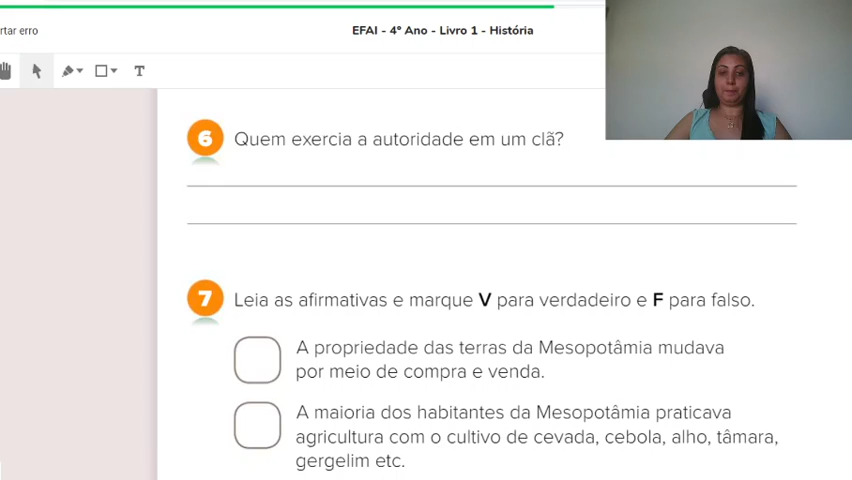 rtar erro
EFAI - 4º Ano - Livro 1 - História
T
6 Quem exercia a autoridade em um clã?
7 Leia as afirmativas e marque V para verdadeiro e F para falso.
A propriedade das terras da Mesopotâmia mudava
por meio de compra e venda.
A maioria dos habitantes da Mesopotâmia praticava
agricultura com o cultivo de cevada, cebola, alho, tâmara,
gergelim etc.